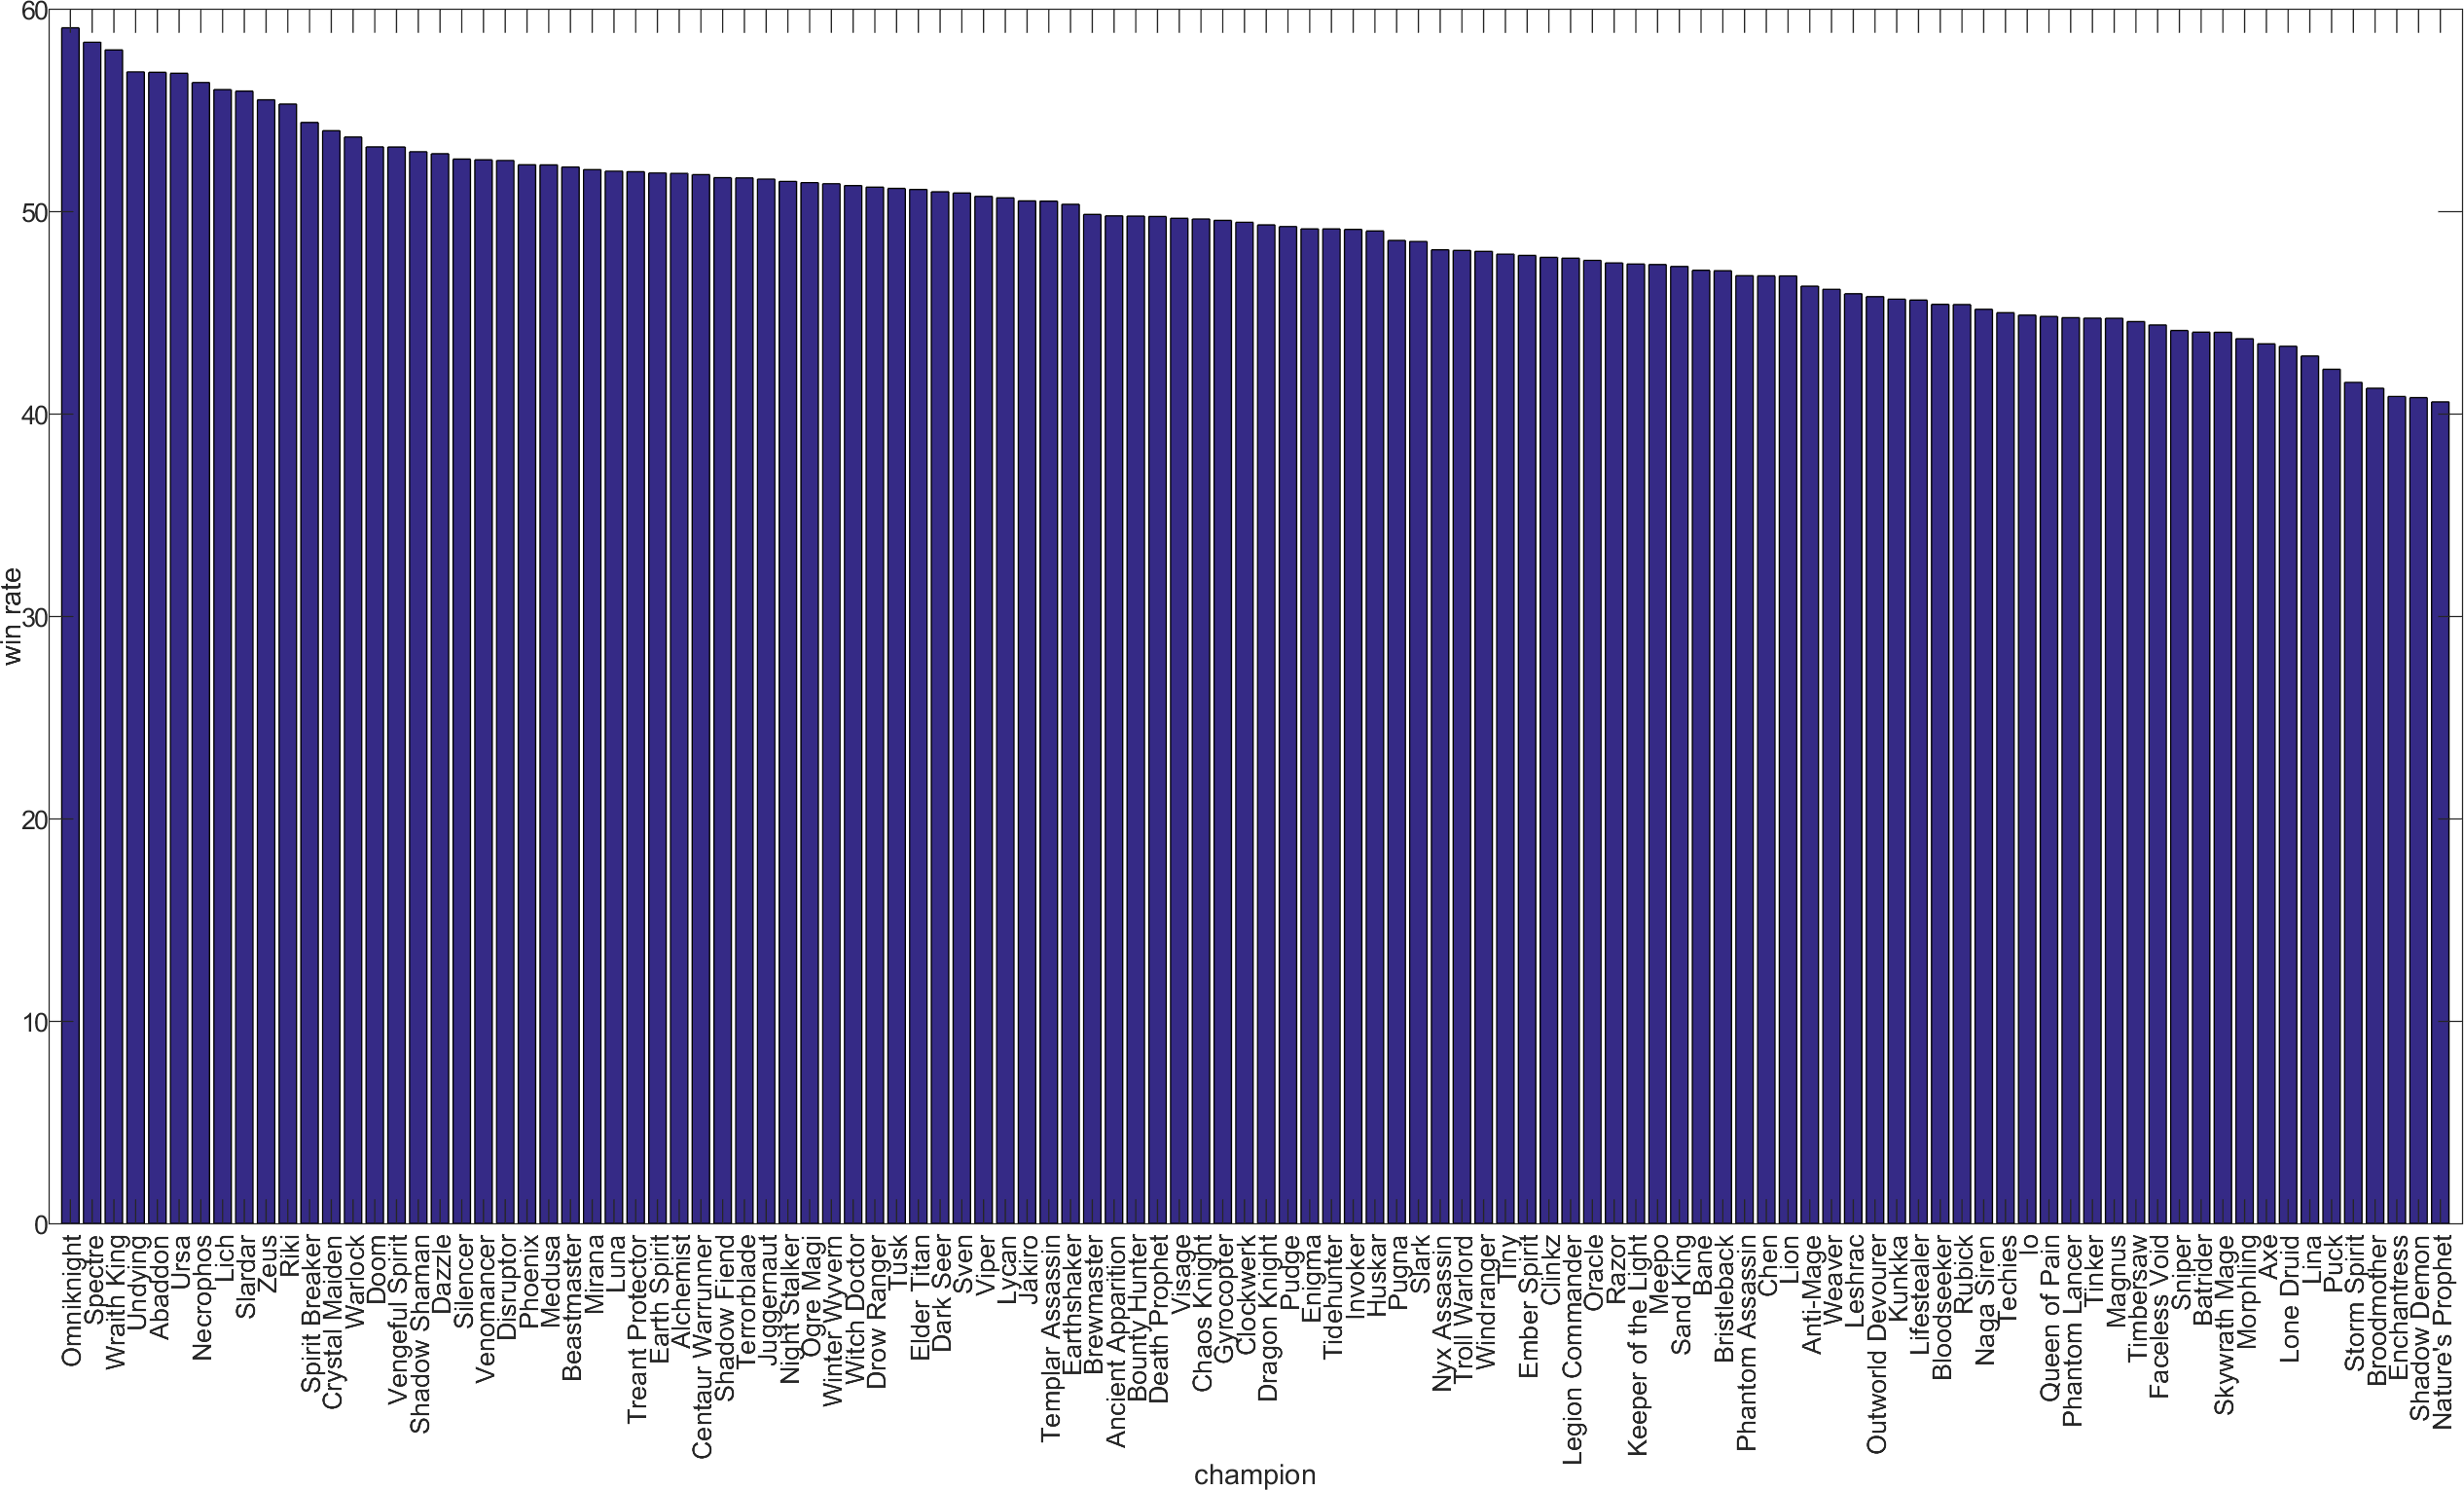 60
50
40
30
20
10
0
win rate
Omniknight
Spectre
Wraith King
Undying
Abaddon
Ursa
Necrophos
Lich
Slardar
Zeus
Riki
Spirit Breaker
Crystal Maiden
Warlock
Doom
Vengeful Spirit
Shadow Shaman
Dazzle
Silencer
Venomancer
Disruptor
Phoenix
Medusa
Beastmaster
Mirana
Luna
Treant Protector
Earth Spirit
Alchemist
Centaur Warrunner
Shadow Fiend
Terrorblade
Juggernaut
Night Stalker
Ogre Magi
Winter Wyvern
Witch Doctor
Drow Ranger
Tusk
Elder Titan
Dark Seer
Sven
Viper
Lycan
Jakiro
Templar Assassin
Earthshaker
Brewmaster
Ancient Apparition
Bounty Hunter
Death Prophet
Visage
Chaos Knight
Gyrocopter
Clockwerk
Dragon Knight
Pudge
Enigma
Tidehunter
Invoker
Huskar
Pugna
Slark
Nyx Assassin
Troll Warlord
Windranger
Tiny
Ember Spirit
Clinkz
Legion Commander
Oracle
Razor
Keeper of the Light
Meepo
Sand King
Bane
Bristleback
Phantom Assassin
Chen
Lion
Anti-Mage
Weaver
Leshrac
Outworld Devourer
Kunkka
Lifestealer
Bloodseeker
Rubick
Naga Siren
Techies
Io
Queen of Pain
Phantom Lancer
Tinker
Magnus
Timbersaw
Faceless Void
Sniper
Batrider
Skywrath Mage
Morphling
Axe
Lone Druid
Lina
Puck
Storm Spirit
Broodmother
Enchantress
Shadow Demon
Nature's Prophet
champion